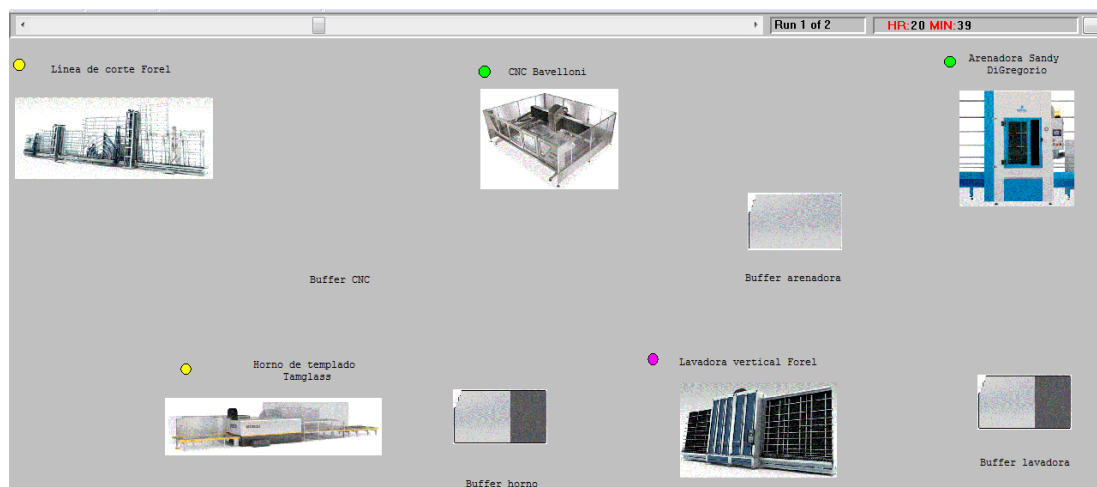 Run 1 of 2
HR:20 MIN:39
Línea de corte Forel
CNC Bavelloni
Arenadora Sandy
DiGregorio
Buffer CNC
Buffer arenadora
Horno de templado
Tamglass
Lavadora vertical Forel
Buffer horno
Buffer lavadora